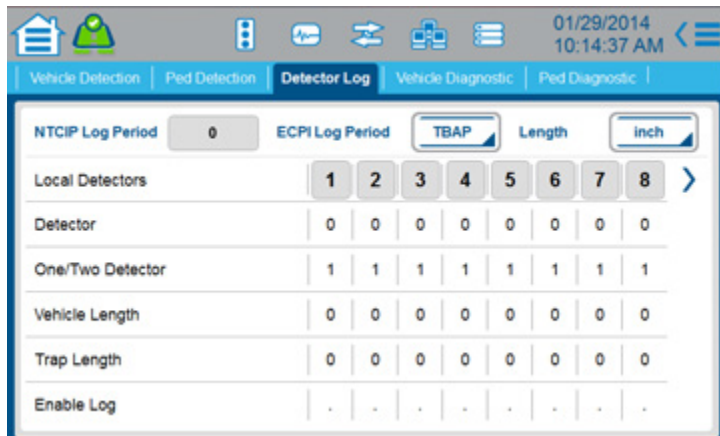 01/29/2014
10:14:37 AM
Vehicle Detection Ped Detection Detector Log Vehicle Diagnostic Ped Diagnostic
NTCIP Log Period 0 ECPI Log Period TBAP Length inch
Local Detectors 1 2 3 4 5 6 7 8
Detector 0 0 0 0 0 0 0 0
One/Two Detector 1 1 1 1 1 1 1 1
Vehicle Length 0 0 0 0 0 0 0 0
Trap Length 0 0 0 0 0 0 0 0
Enable Log . . . . . . . .